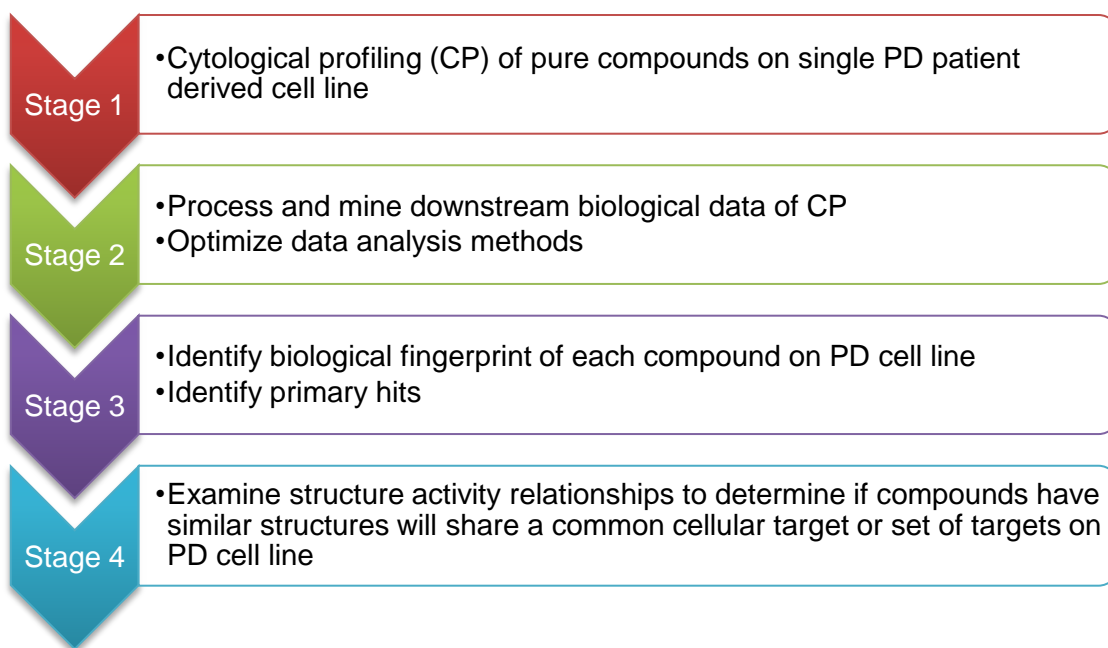 Stage 1
•Cytological profiling (CP) of pure compounds on single PD patient
derived cell line
Stage 2
•Process and mine downstream biological data of CP
•Optimize data analysis methods
Stage 3
•Identify biological fingerprint of each compound on PD cell line
•Identify primary hits
Stage 4
•Examine structure activity relationships to determine if compounds have
similar structures will share a common cellular target or set of targets on
PD cell line